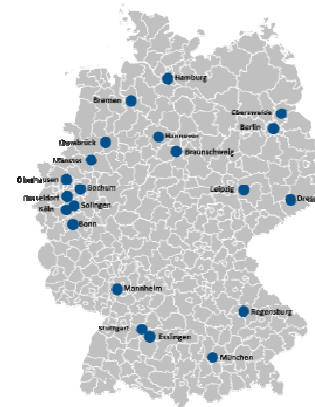 Hamburg
Bremen
Eberswalde
Berlin
Hannover
Osnabrück
Braunschweig
Münster
Oberhausen
Bochum
Leipzig
Düsseldorf
Solingen
Köln
Bonn
Mannheim
Regensburg
Stuttgart
Esslingen
München